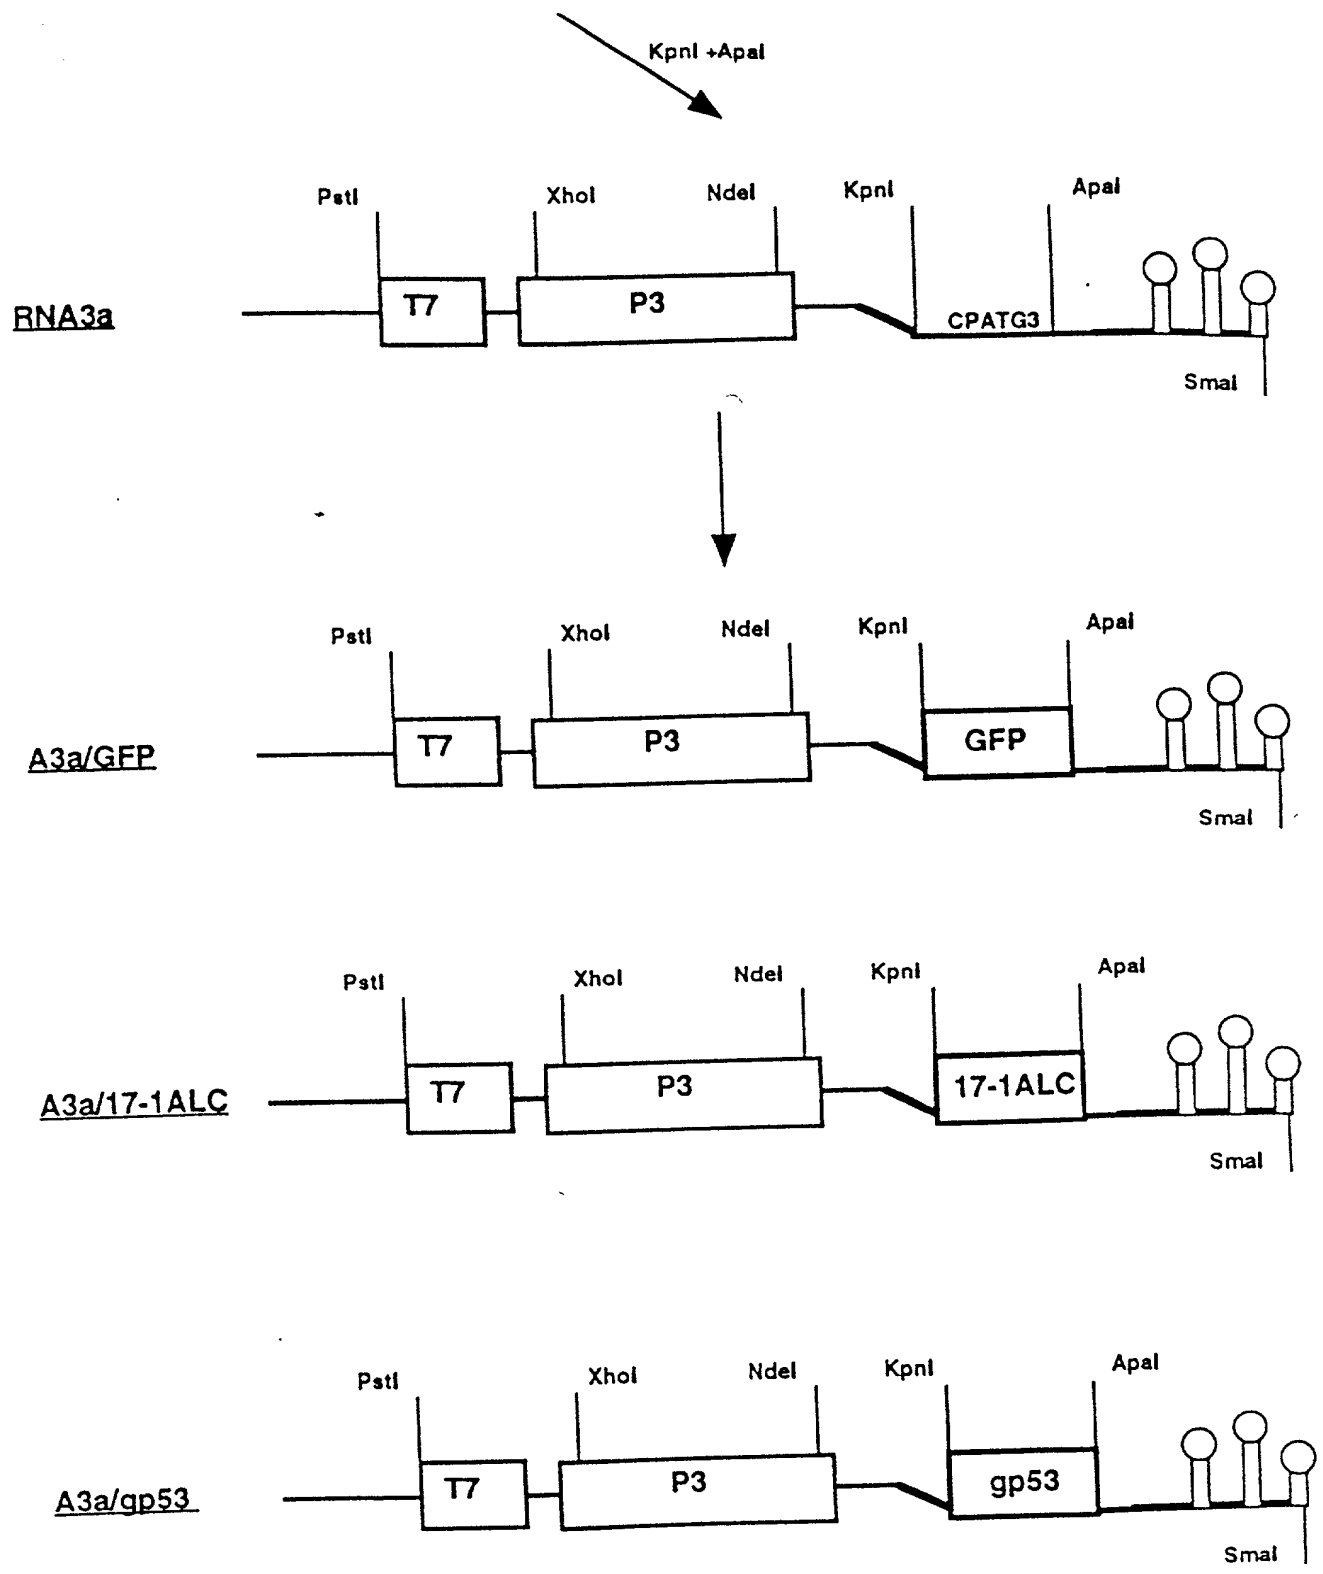 KpnI +ApaI
PstI XhoI NdeI KpnI ApaI
RNA3a T7 P3 CPATG3
SmaI
PstI XhoI NdeI KpnI ApaI
A3a/GFP T7 P3 GFP
SmaI
PstI XhoI NdeI KpnI ApaI
A3a/17-1ALC T7 P3 17-1ALC
SmaI
PstI XhoI NdeI KpnI ApaI
A3a/gp53 T7 P3 gp53
SmaI